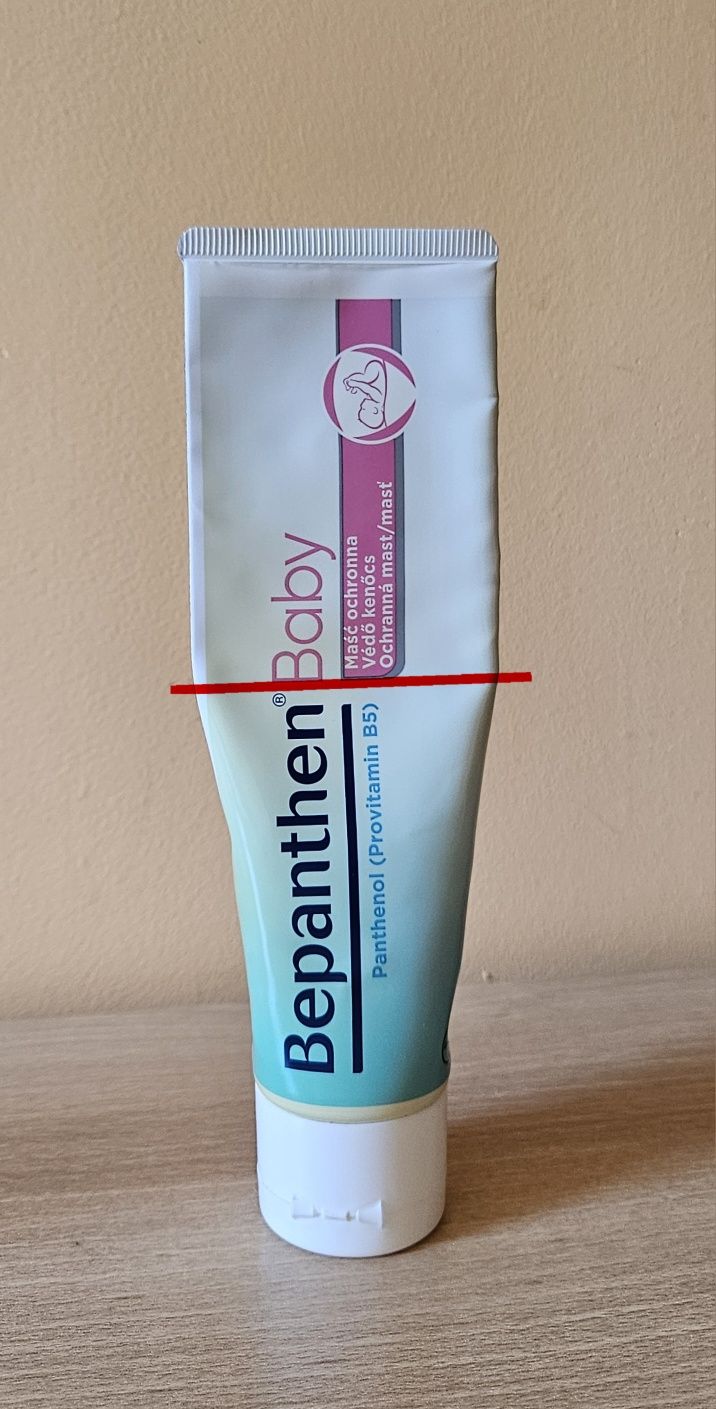 Bepanthen® Baby
Maść ochronna
Védő kenőcs
Ochranná mast/masť
Panthenol (Provitamin B5)